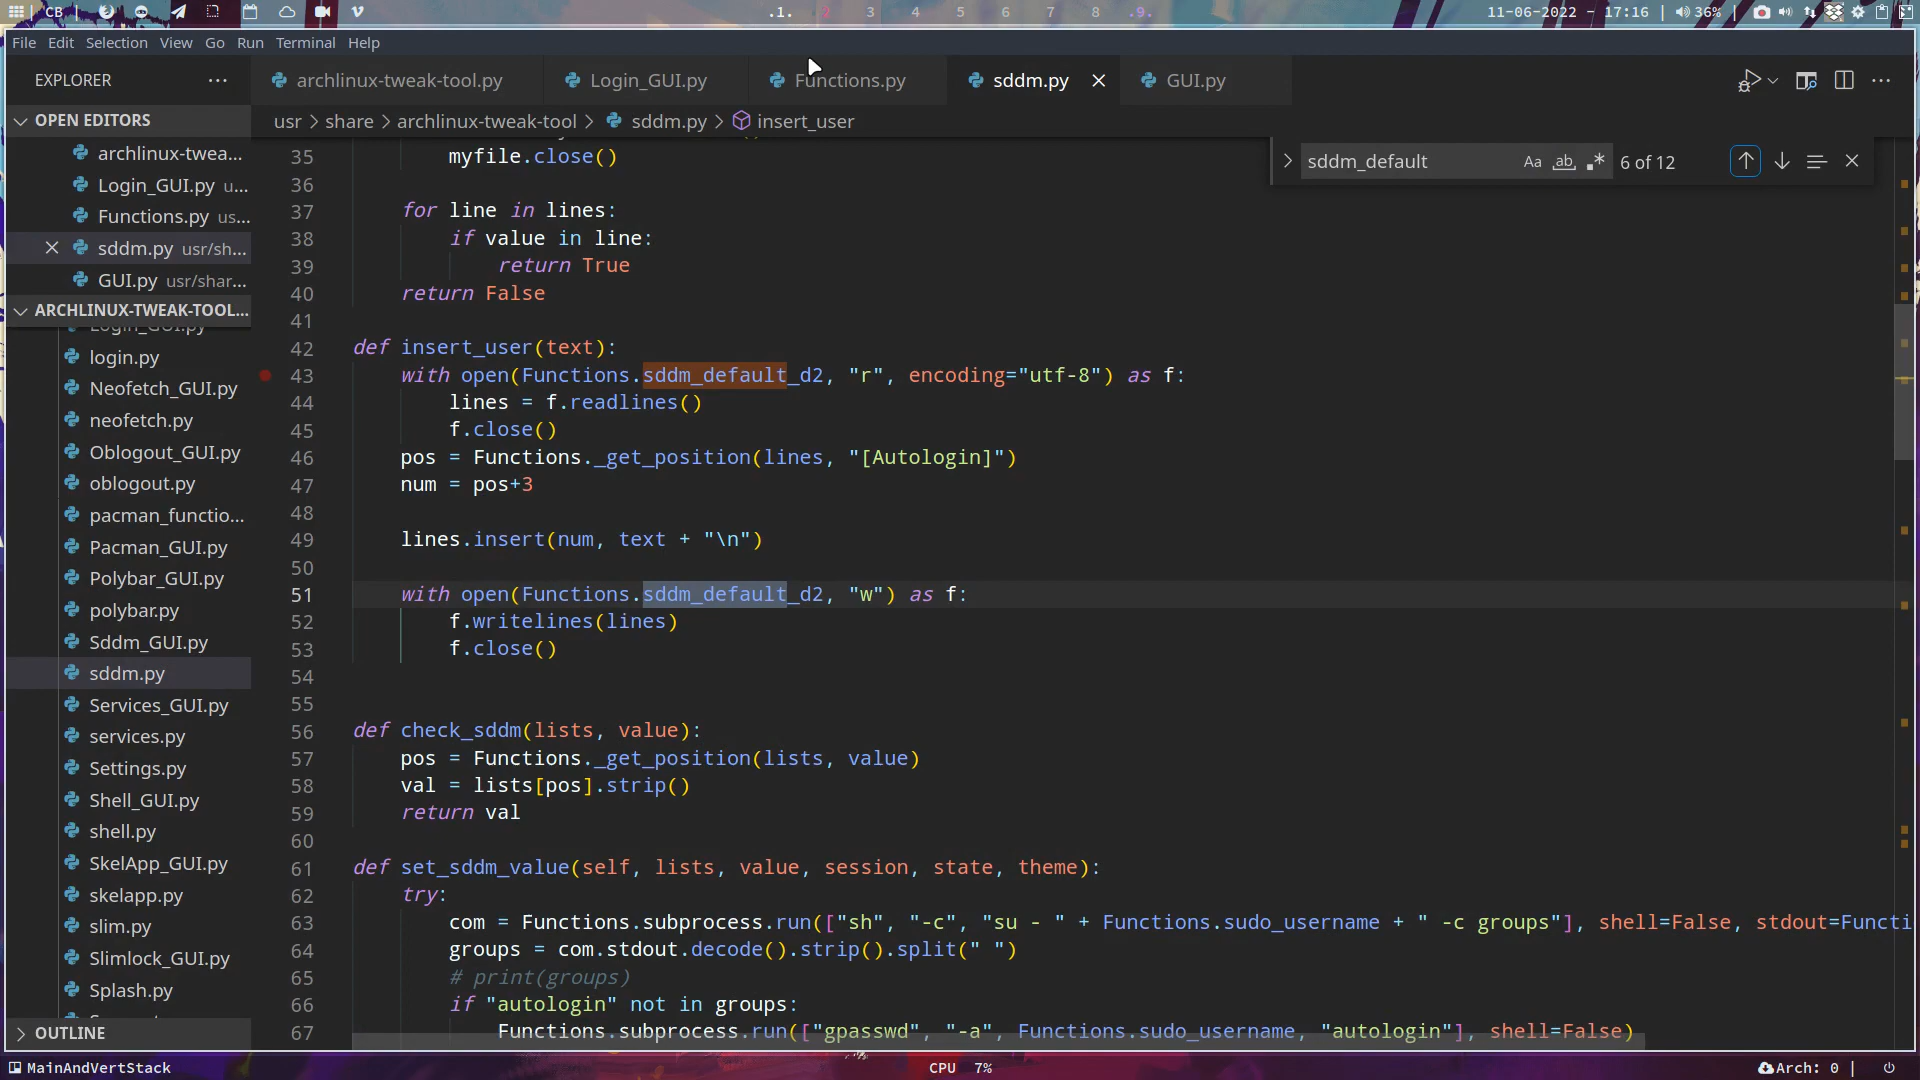 CB
.1. 2 3 4 5 6 7 8 .9.
11-06-2022 - 17:16 | 36% |
File Edit Selection View Go Run Terminal Help
EXPLORER ···
archlinux-tweak-tool.py
Login_GUI.py
Functions.py
sddm.py
GUI.py
OPEN EDITORS
archlinux-twea...
Login_GUI.py u...
Functions.py us...
sddm.py usr/sh...
GUI.py usr/shar...
ARCHLINUX-TWEAK-TOOL...
Login_GUI.py
login.py
Neofetch_GUI.py
neofetch.py
Oblogout_GUI.py
oblogout.py
pacman_functio...
Pacman_GUI.py
Polybar_GUI.py
polybar.py
Sddm_GUI.py
sddm.py
Services_GUI.py
services.py
Settings.py
Shell_GUI.py
shell.py
SkelApp_GUI.py
skelapp.py
slim.py
Slimlock_GUI.py
Splash.py
OUTLINE
usr > share > archlinux-tweak-tool > sddm.py > insert_user
sddm_default Aa ab .* 6 of 12
35 myfile.close()
36
37 for line in lines:
38 if value in line:
39 return True
40 return False
41
42 def insert_user(text):
43 with open(Functions.sddm_default_d2, "r", encoding="utf-8") as f:
44 lines = f.readlines()
45 f.close()
46 pos = Functions._get_position(lines, "[Autologin]")
47 num = pos+3
48
49 lines.insert(num, text + "\n")
50
51 with open(Functions.sddm_default_d2, "w") as f:
52 f.writelines(lines)
53 f.close()
54
55
56 def check_sddm(lists, value):
57 pos = Functions._get_position(lists, value)
58 val = lists[pos].strip()
59 return val
60
61 def set_sddm_value(self, lists, value, session, state, theme):
62 try:
63 com = Functions.subprocess.run(["sh", "-c", "su - " + Functions.sudo_username + " -c groups"], shell=False, stdout=Functi
64 groups = com.stdout.decode().strip().split(" ")
65 # print(groups)
66 if "autologin" not in groups:
67 Functions.subprocess.run(["gpasswd", "-a", Functions.sudo_username, "autologin"], shell=False)
MainAndVertStack
CPU 7%
Arch: 0 |